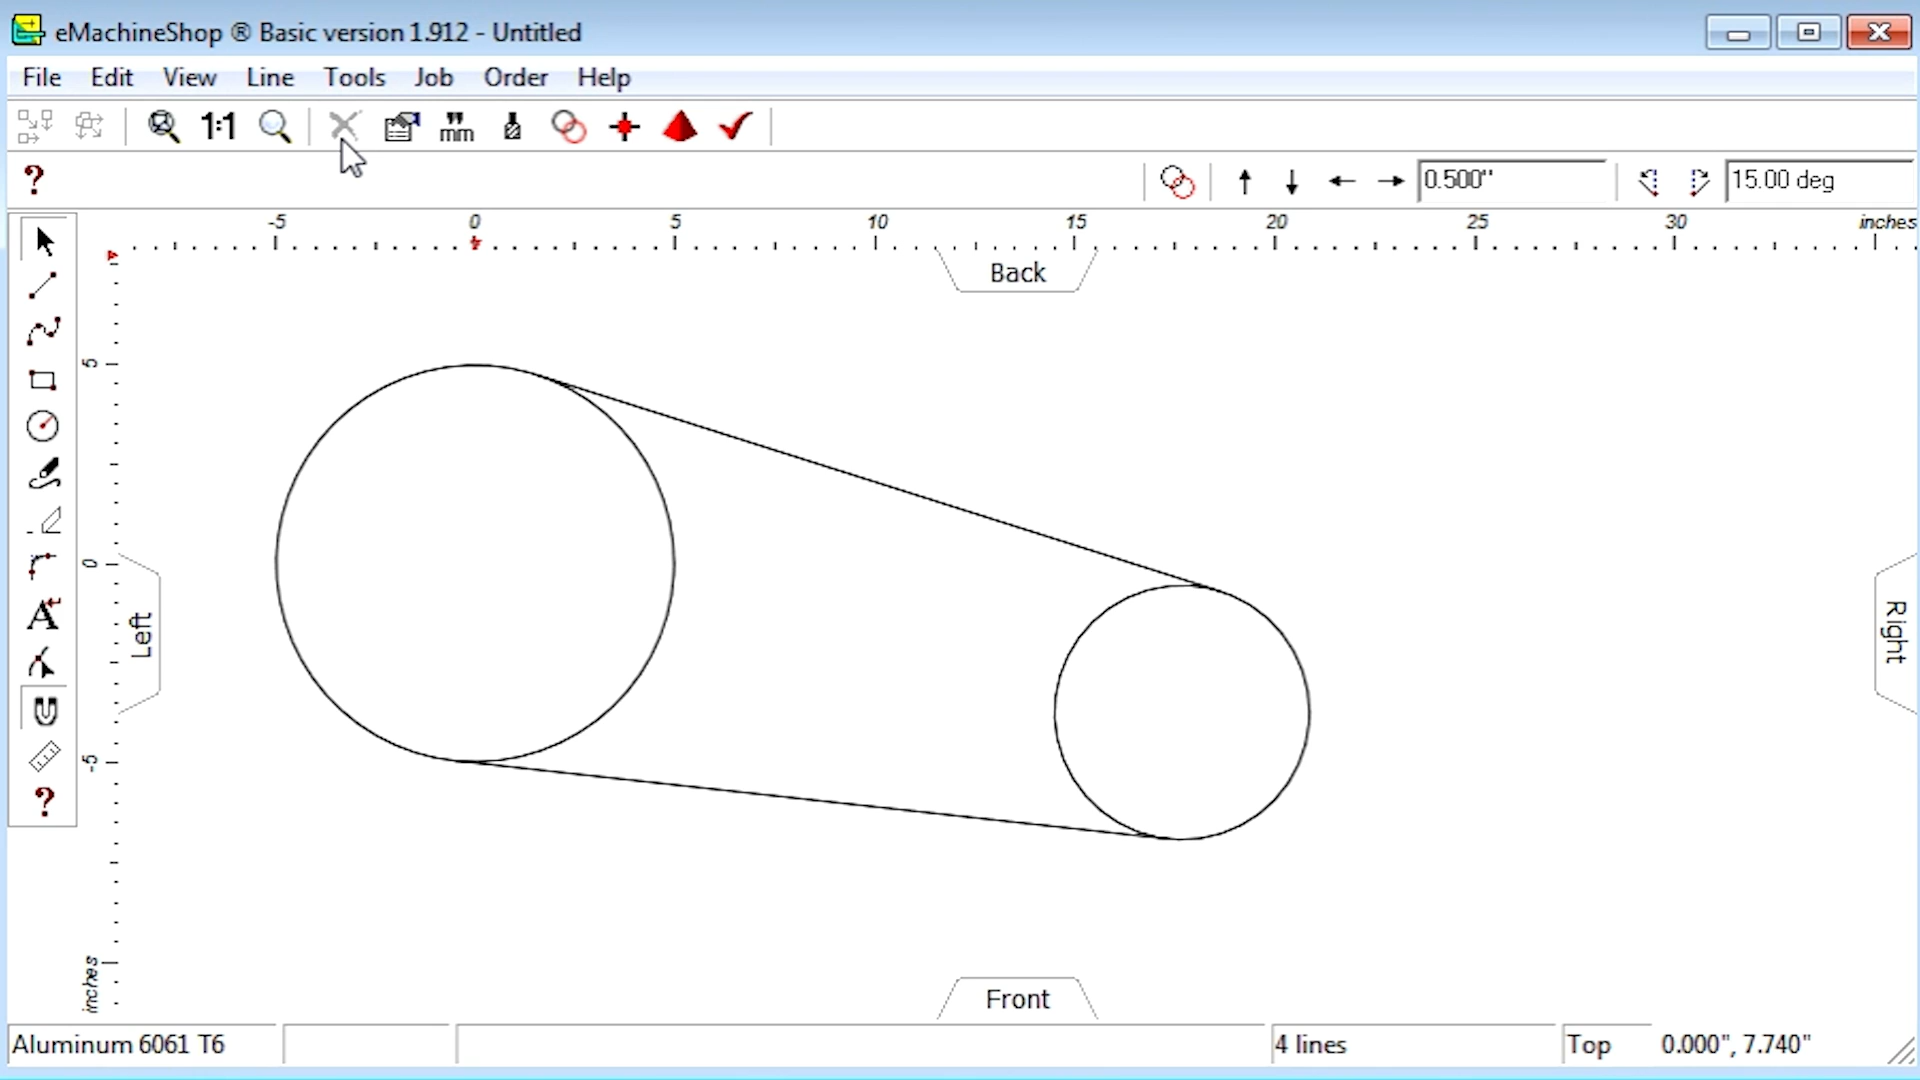 eMachineShop ® Basic version 1.912 - Untitled
File Edit View Line Tools Job Order Help
1:1 "mm
? 0.500" 15.00 deg
-5 0 5 10 15 20 25 30 inches
Back
5
0
-5
inches
A
?
Left
Right
Front
Aluminum 6061 T6 4 lines Top 0.000", 7.740"